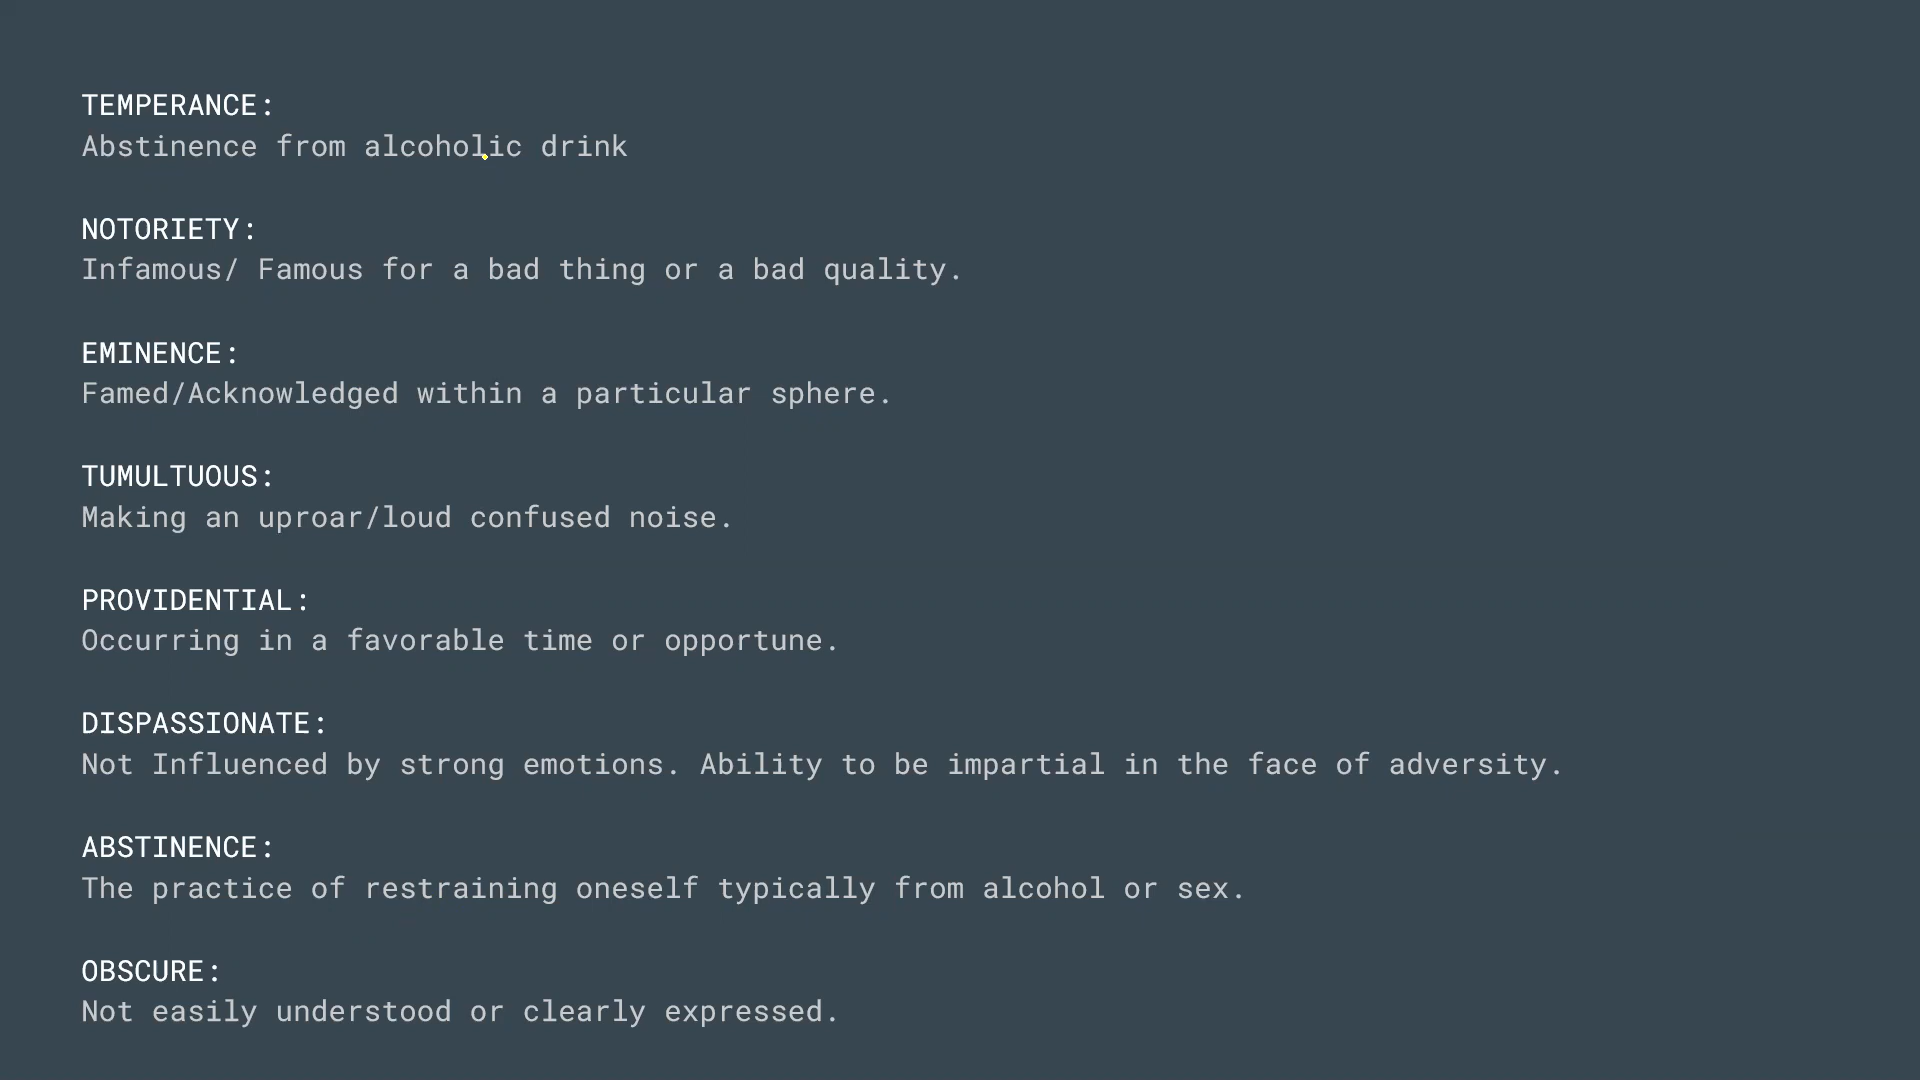 TEMPERANCE:
Abstinence from alcoholic drink
NOTORIETY:
Infamous/ Famous for a bad thing or a bad quality.
EMINENCE:
Famed/Acknowledged within a particular sphere.
TUMULTUOUS:
Making an uproar/loud confused noise.
PROVIDENTIAL:
Occurring in a favorable time or opportune.
DISPASSIONATE:
Not Influenced by strong emotions. Ability to be impartial in the face of adversity.
ABSTINENCE:
The practice of restraining oneself typically from alcohol or sex.
OBSCURE:
Not easily understood or clearly expressed.